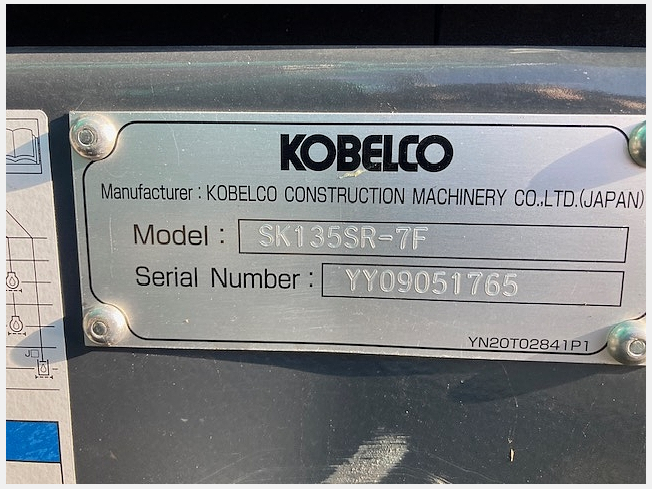 KOBELCO
Manufacturer : KOBELCO CONSTRUCTION MACHINERY CO.,LTD.(JAPAN)
Model : SK135SR-7F
Serial Number : YY09051765
YN20T02841P1
J